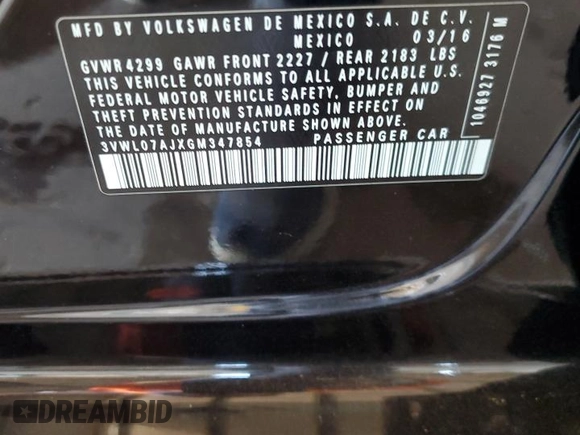 MFD BY VOLKSWAGEN DE MEXICO S.A. DE C.V.
MEXICO 03/16
GVWR 4299 GAWR FRONT 2227 / REAR 2183 LBS
THIS VEHICLE CONFORMS TO ALL APPLICABLE U.S.
FEDERAL MOTOR VEHICLE SAFETY, BUMPER AND
THEFT PREVENTION STANDARDS IN EFFECT ON
THE DATE OF MANUFACTURE SHOWN ABOVE.
3VWL07AJXGM347854 PASSENGER CAR
1046927 3176 M
DREAMBID